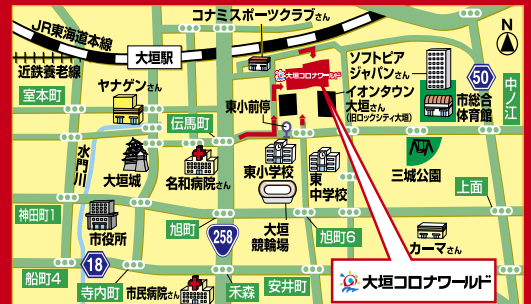 コナミスポーツクラブさん
JR東海道本線
大垣駅
近鉄養老線
ヤナゲンさん
大垣コロナワールド
ソフトピア
ジャパンさん
イオンタウン
大垣さん
(旧ロックシティ大垣)
50
N
中ノ江
市総合
体育館
室本町
東小前停
伝馬町
水門川
大垣城
名和病院さん
東小学校
東
中学校
三城公園
上面
神田町1
市役所
旭町
258
大垣
競輪場
旭町6
カーマさん
18
船町4
寺内町
市民病院さん
禾森
安井町
大垣コロナワールド